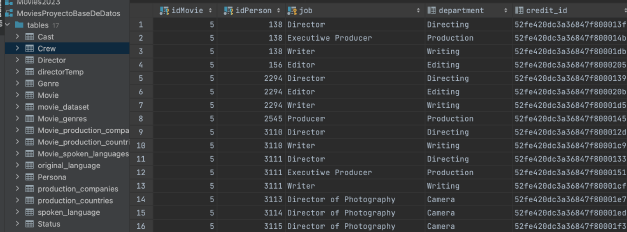 Movies2023
MoviesProyectoBaseDeDatos
tables 17
Cast
Crew
Director
directorTemp
Genre
Movie
movie_dataset
Movie_genres
Movie_production_compa
Movie_production_countri
Movie_spoken_languages
original_language
Persona
production_companies
production_countries
spoken_language
Status
idMovie idPerson job department credit_id
1 5 138 Director Directing 52fe420dc3a36847f800013f
2 5 138 Executive Producer Production 52fe420dc3a36847f800014b
3 5 138 Writer Writing 52fe420dc3a36847f80001db
4 5 156 Editor Editing 52fe420dc3a36847f8000205
5 5 2294 Director Directing 52fe420dc3a36847f8000139
6 5 2294 Editor Editing 52fe420dc3a36847f800020b
7 5 2294 Writer Writing 52fe420dc3a36847f80001d5
8 5 2545 Producer Production 52fe420dc3a36847f8000145
9 5 3110 Director Directing 52fe420dc3a36847f800012d
10 5 3110 Writer Writing 52fe420dc3a36847f80001c9
11 5 3111 Director Directing 52fe420dc3a36847f8000133
12 5 3111 Executive Producer Production 52fe420dc3a36847f8000151
13 5 3111 Writer Writing 52fe420dc3a36847f80001cf
14 5 3113 Director of Photography Camera 52fe420dc3a36847f80001e7
15 5 3114 Director of Photography Camera 52fe420dc3a36847f80001ed
16 5 3115 Director of Photography Camera 52fe420dc3a36847f80001f3